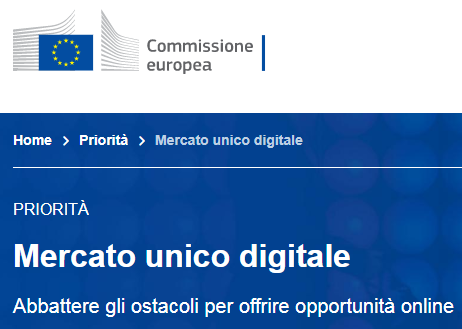 Commissione
europea
Home > Priorità > Mercato unico digitale
PRIORITÀ
Mercato unico digitale
Abbattere gli ostacoli per offrire opportunità online